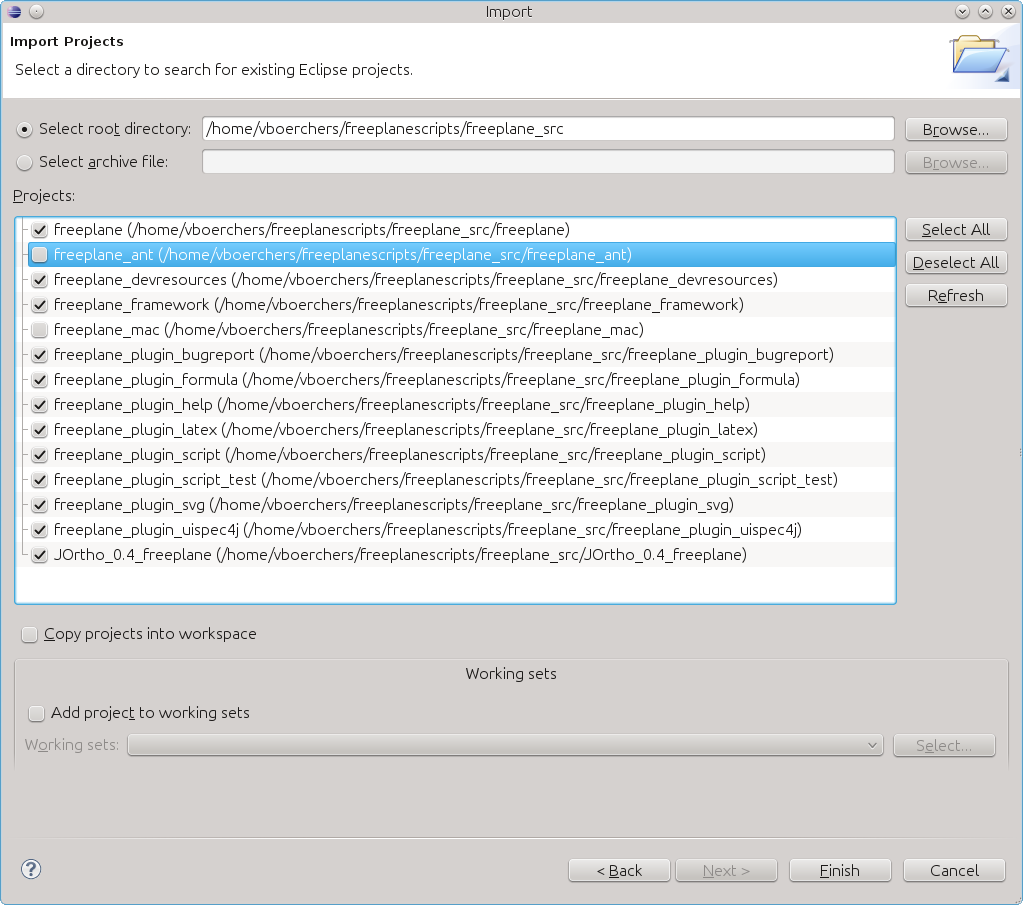 Import
Import Projects
Select a directory to search for existing Eclipse projects.
Select root directory: /home/vboerchers/freeplanescripts/freeplane_src Browse...
Select archive file: Browse...
Projects:
freeplane (/home/vboerchers/freeplanescripts/freeplane_src/freeplane)
freeplane_ant (/home/vboerchers/freeplanescripts/freeplane_src/freeplane_ant)
freeplane_devresources (/home/vboerchers/freeplanescripts/freeplane_src/freeplane_devresources)
freeplane_framework (/home/vboerchers/freeplanescripts/freeplane_src/freeplane_framework)
freeplane_mac (/home/vboerchers/freeplanescripts/freeplane_src/freeplane_mac)
freeplane_plugin_bugreport (/home/vboerchers/freeplanescripts/freeplane_src/freeplane_plugin_bugreport)
freeplane_plugin_formula (/home/vboerchers/freeplanescripts/freeplane_src/freeplane_plugin_formula)
freeplane_plugin_help (/home/vboerchers/freeplanescripts/freeplane_src/freeplane_plugin_help)
freeplane_plugin_latex (/home/vboerchers/freeplanescripts/freeplane_src/freeplane_plugin_latex)
freeplane_plugin_script (/home/vboerchers/freeplanescripts/freeplane_src/freeplane_plugin_script)
freeplane_plugin_script_test (/home/vboerchers/freeplanescripts/freeplane_src/freeplane_plugin_script_test)
freeplane_plugin_svg (/home/vboerchers/freeplanescripts/freeplane_src/freeplane_plugin_svg)
freeplane_plugin_uispec4j (/home/vboerchers/freeplanescripts/freeplane_src/freeplane_plugin_uispec4j)
JOrtho_0.4_freeplane (/home/vboerchers/freeplanescripts/freeplane_src/JOrtho_0.4_freeplane)
Select All
Deselect All
Refresh
Copy projects into workspace
Working sets
Add project to working sets
Working sets: Select...
? < Back Next > Finish Cancel